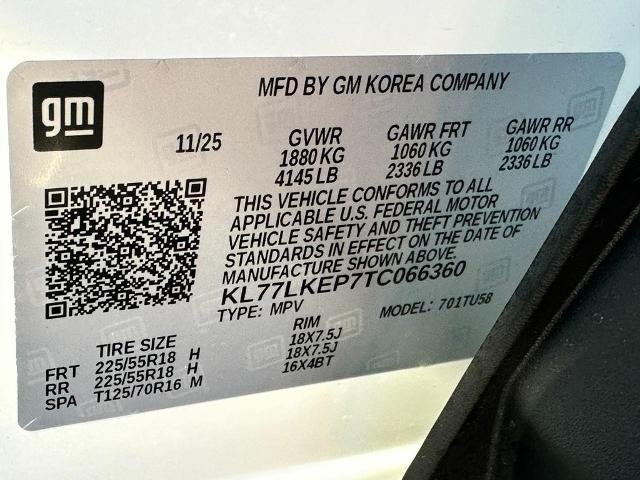 gm
MFD BY GM KOREA COMPANY
11/25 GVWR GAWR FRT GAWR RR
1880 KG 1060 KG 1060 KG
4145 LB 2336 LB 2336 LB
THIS VEHICLE CONFORMS TO ALL
APPLICABLE U.S. FEDERAL MOTOR
VEHICLE SAFETY AND THEFT PREVENTION
STANDARDS IN EFFECT ON THE DATE OF
MANUFACTURE SHOWN ABOVE.
KL77LKEP7TC066360
TYPE: MPV MODEL: 701TU58
TIRE SIZE RIM
FRT 225/55R18 H 18X7.5J
RR 225/55R18 H 18X7.5J
SPA T125/70R16 M 16X4BT